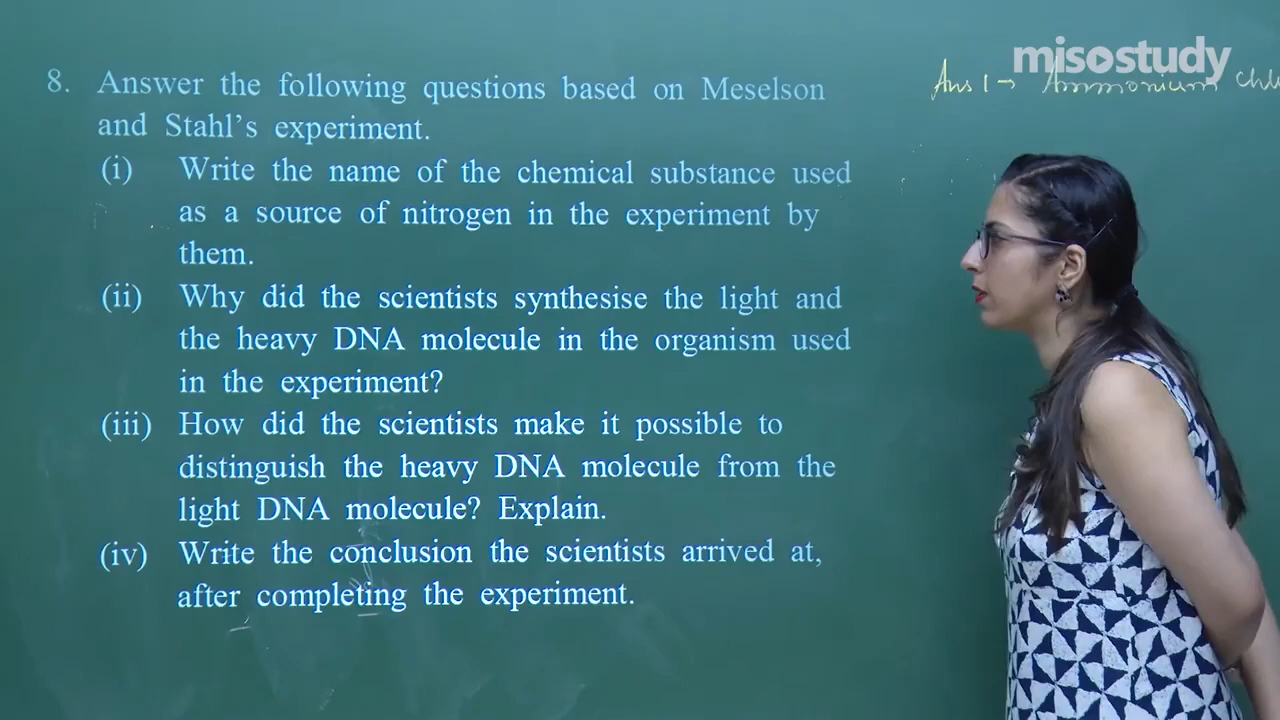 misostudy
Ans 1→ Ammonium
8. Answer the following questions based on Meselson
and Stahl's experiment.
(i) Write the name of the chemical substance used
as a source of nitrogen in the experiment by
them.
(ii) Why did the scientists synthesise the light and
the heavy DNA molecule in the organism used
in the experiment?
(iii) How did the scientists make it possible to
distinguish the heavy DNA molecule from the
light DNA molecule? Explain.
(iv) Write the conclusion the scientists arrived at,
after completing the experiment.